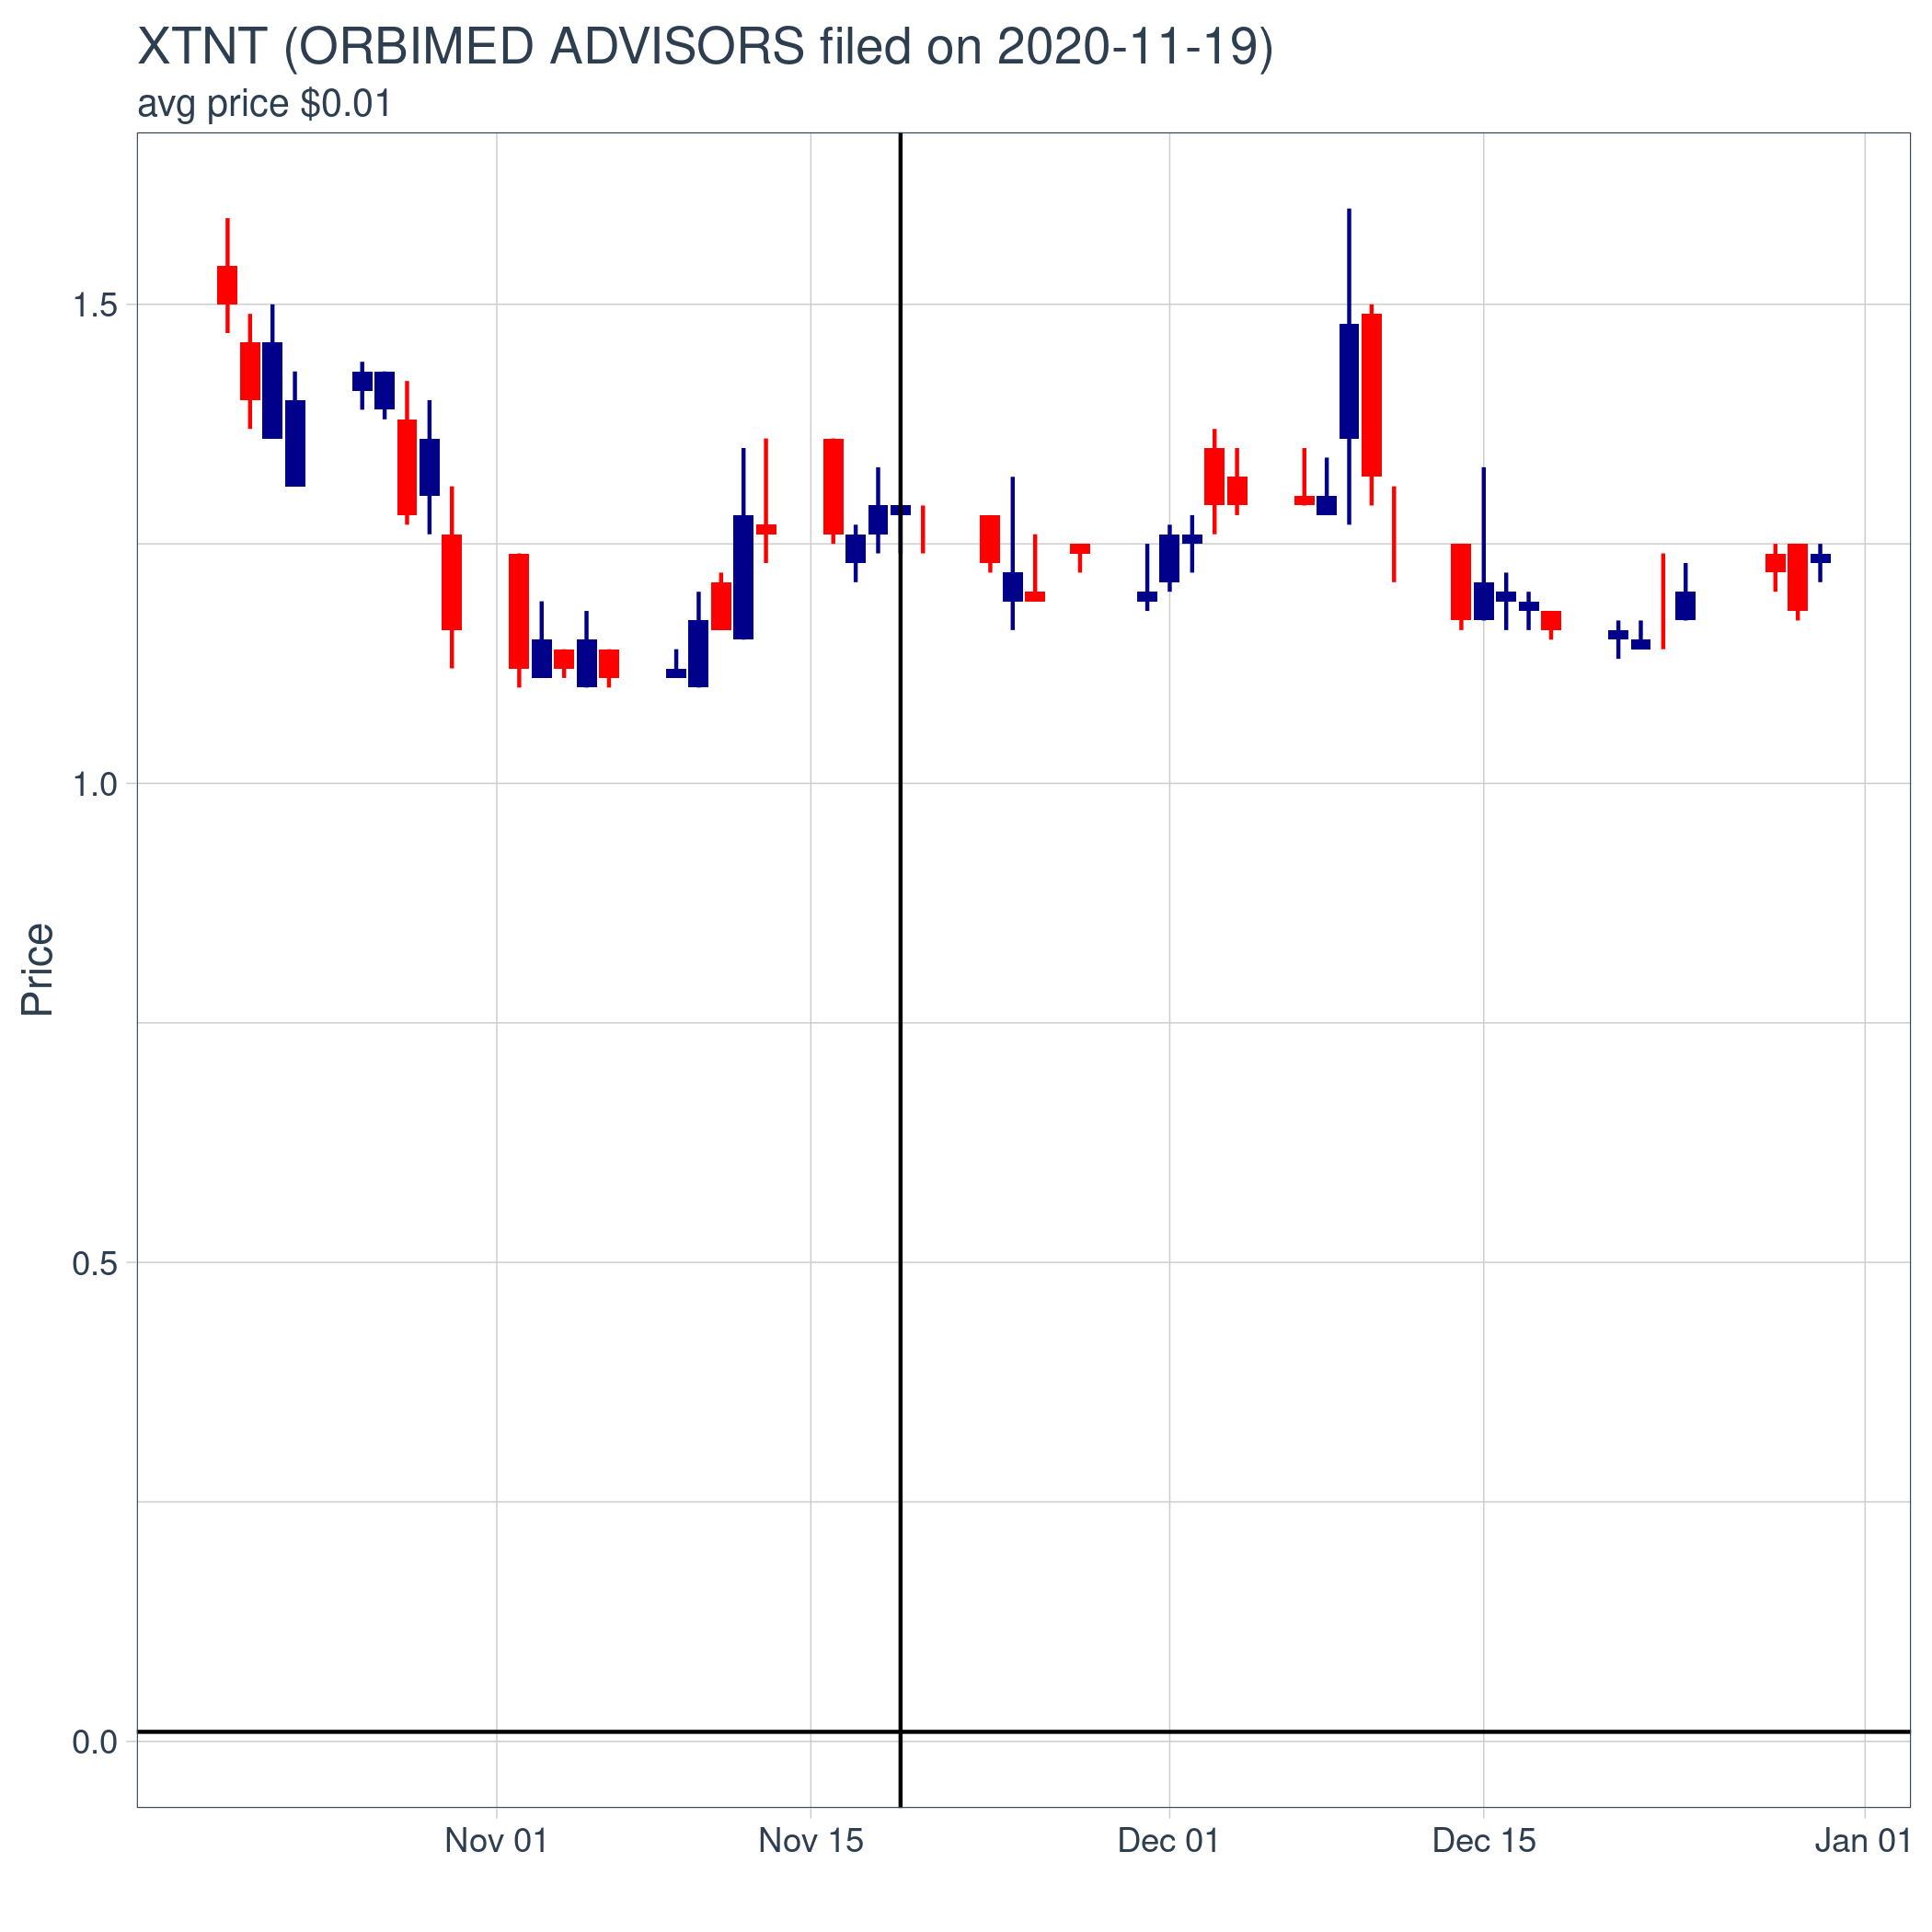 XTNT (ORBIMED ADVISORS filed on 2020-11-19)
avg price $0.01
1.5
1.0
0.5
0.0
Price
Nov 01 Nov 15 Dec 01 Dec 15 Jan 01